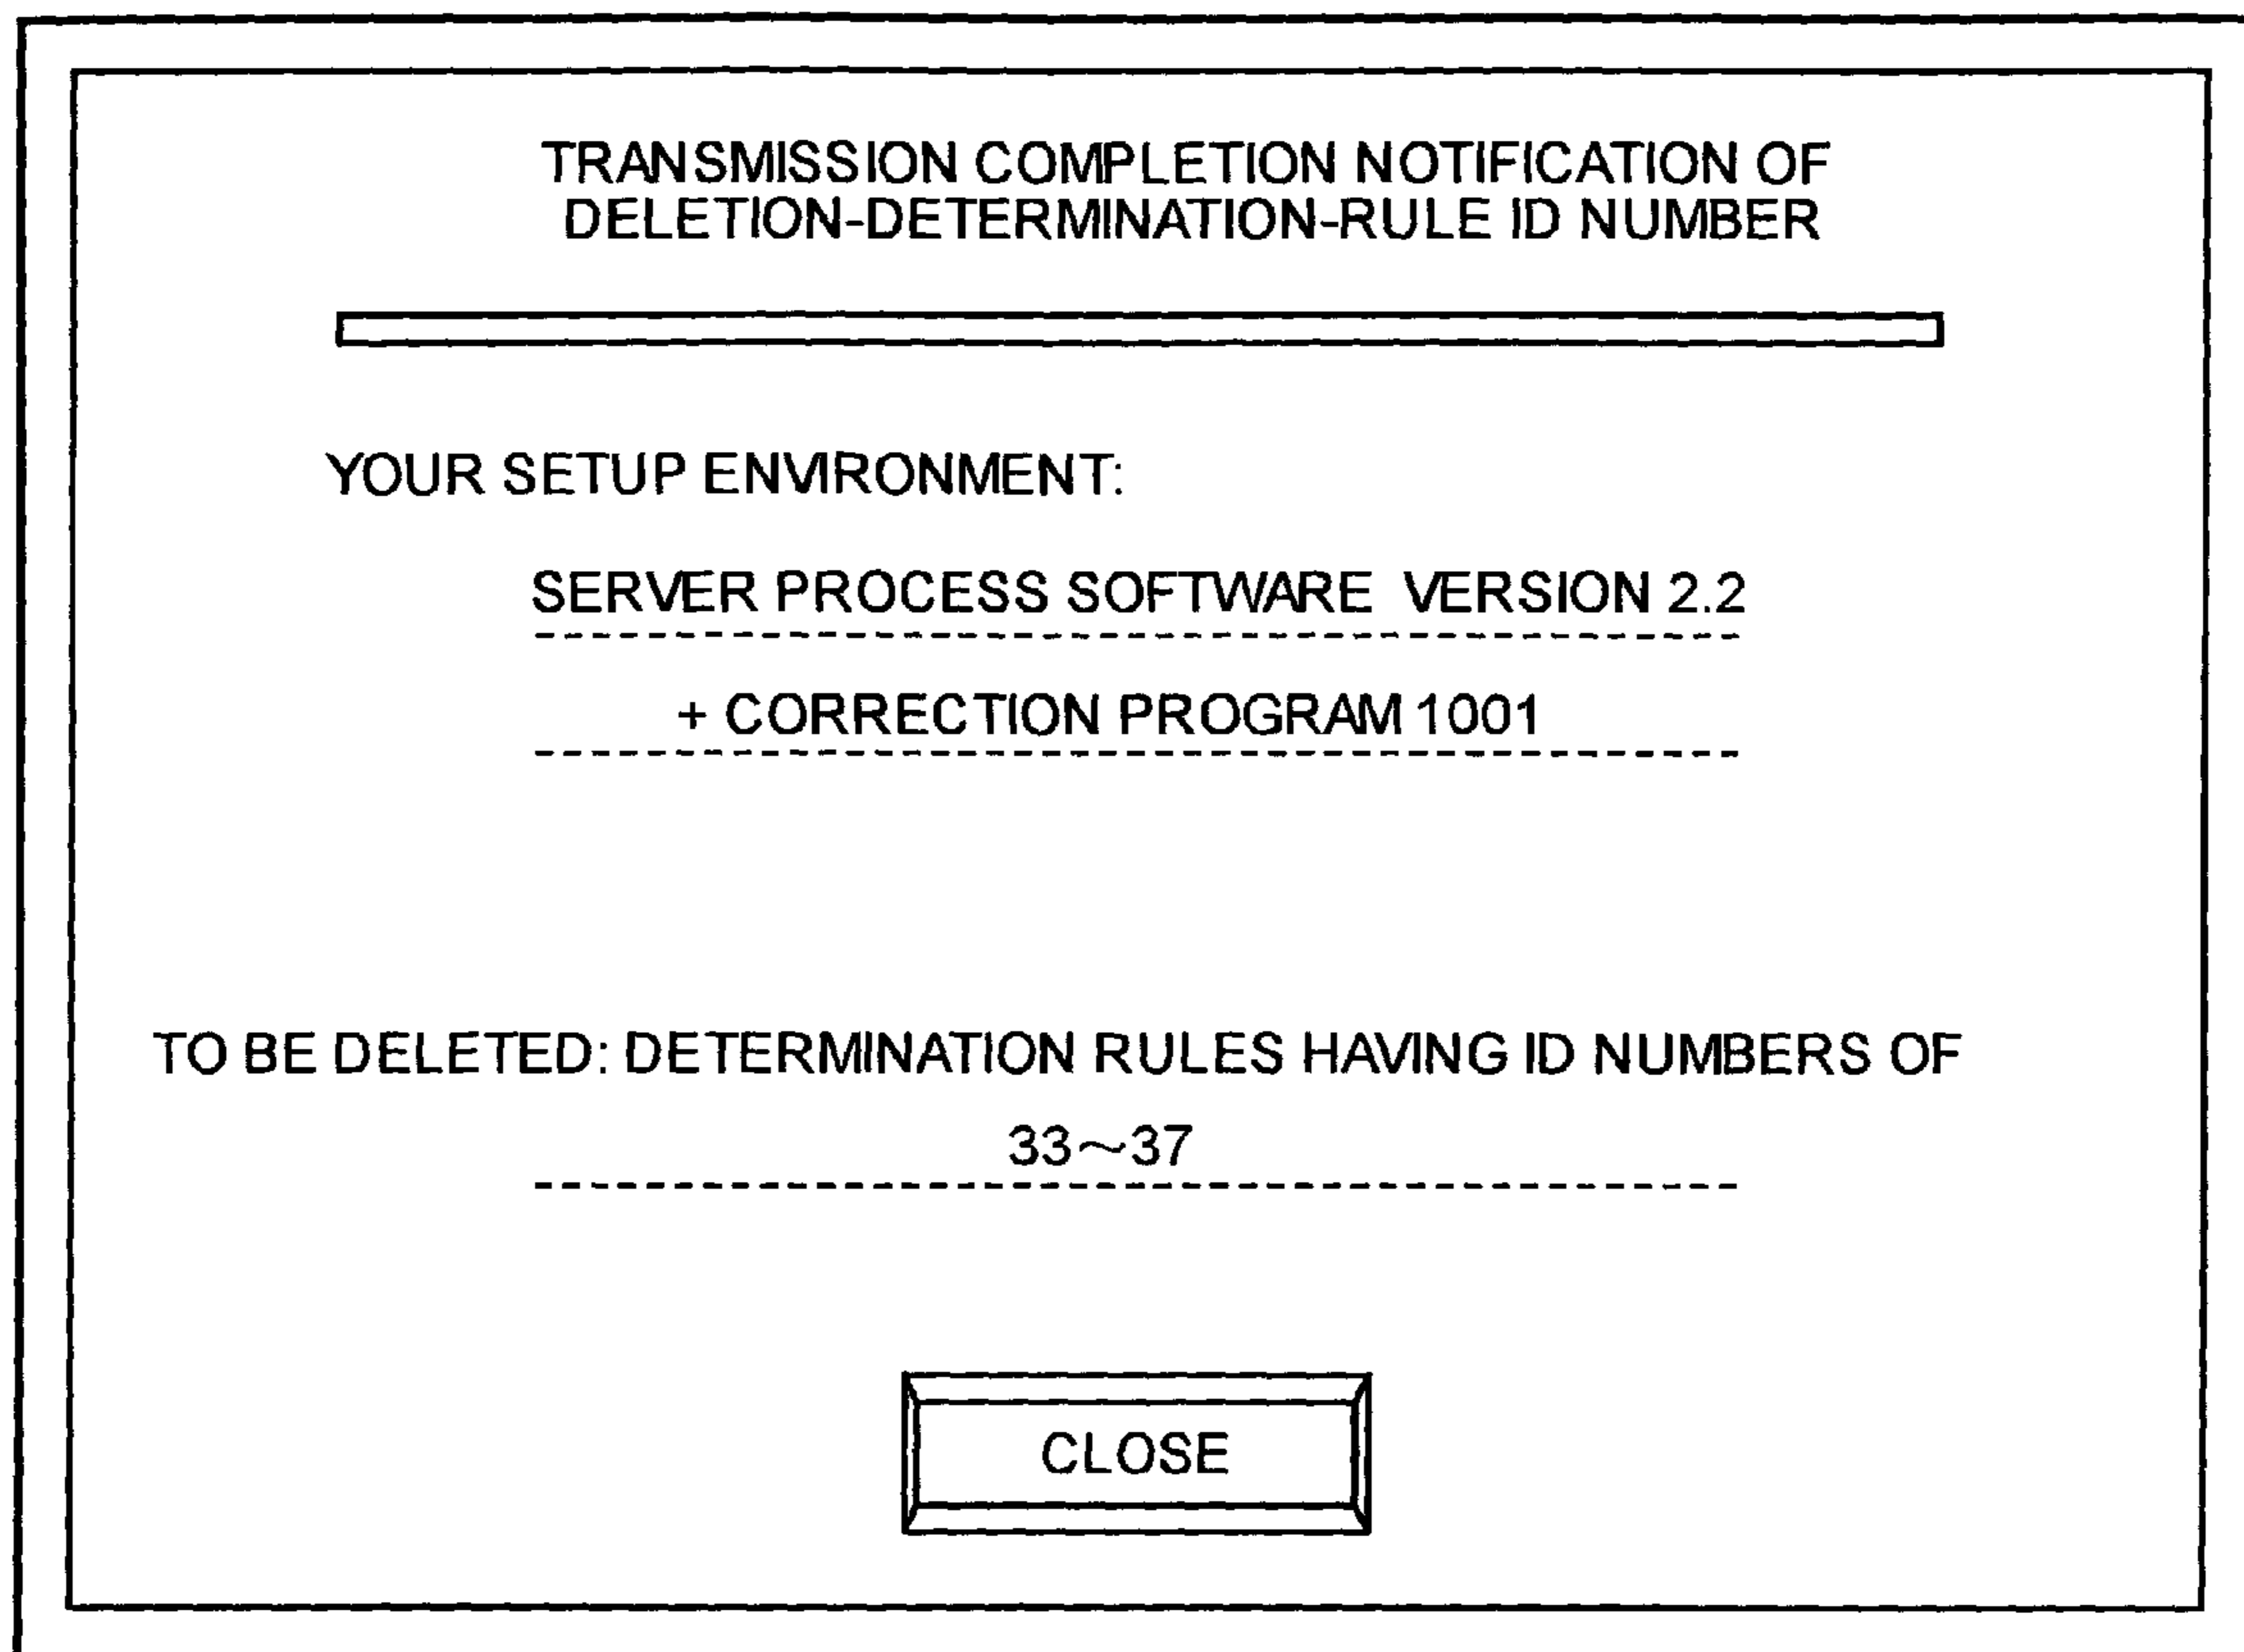 TRANSMISSION COMPLETION NOTIFICATION OF
DELETION-DETERMINATION-RULE ID NUMBER
YOUR SETUP ENVIRONMENT:
SERVER PROCESS SOFTWARE VERSION 2.2
+ CORRECTION PROGRAM 1001
TO BE DELETED: DETERMINATION RULES HAVING ID NUMBERS OF
33～37
CLOSE